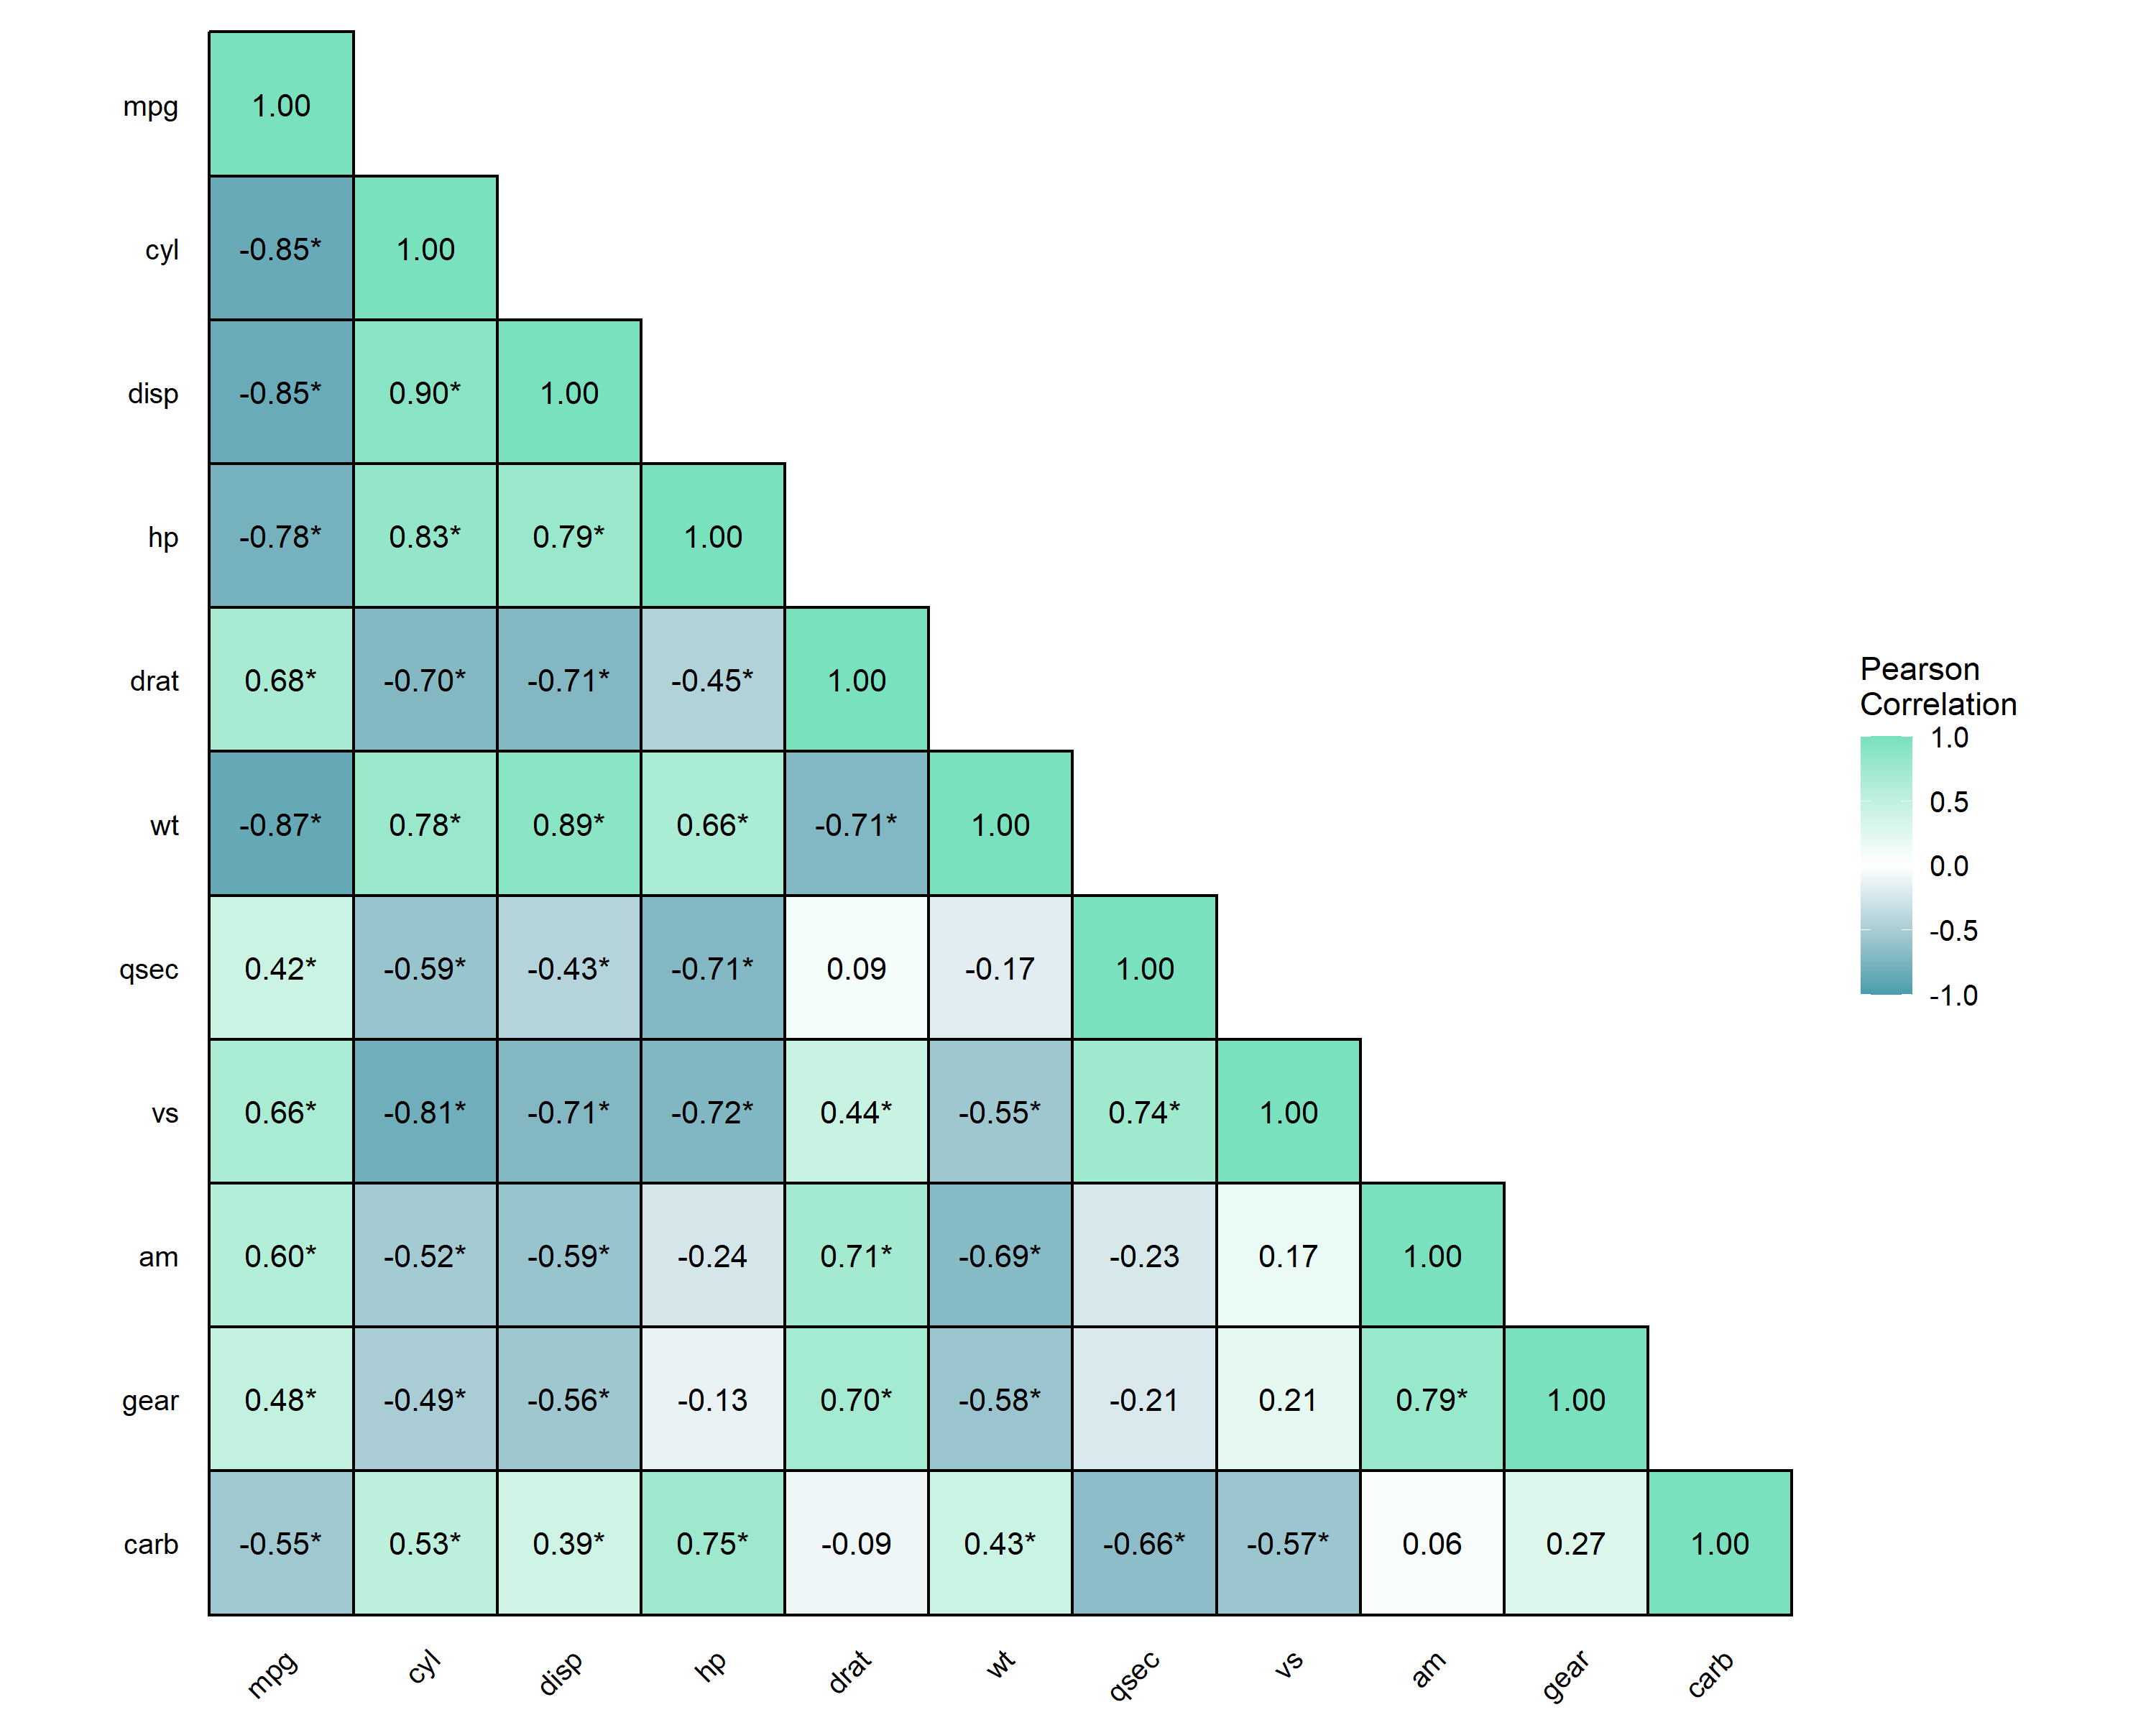 mpg 1.00
cyl -0.85* 1.00
disp -0.85* 0.90* 1.00
hp -0.78* 0.83* 0.79* 1.00
drat 0.68* -0.70* -0.71* -0.45* 1.00
wt -0.87* 0.78* 0.89* 0.66* -0.71* 1.00
qsec 0.42* -0.59* -0.43* -0.71* 0.09 -0.17 1.00
vs 0.66* -0.81* -0.71* -0.72* 0.44* -0.55* 0.74* 1.00
am 0.60* -0.52* -0.59* -0.24 0.71* -0.69* -0.23 0.17 1.00
gear 0.48* -0.49* -0.56* -0.13 0.70* -0.58* -0.21 0.21 0.79* 1.00
carb -0.55* 0.53* 0.39* 0.75* -0.09 0.43* -0.66* -0.57* 0.06 0.27 1.00
mpg cyl disp hp drat wt qsec vs am gear carb
Pearson
Correlation
1.0
0.5
0.0
-0.5
-1.0